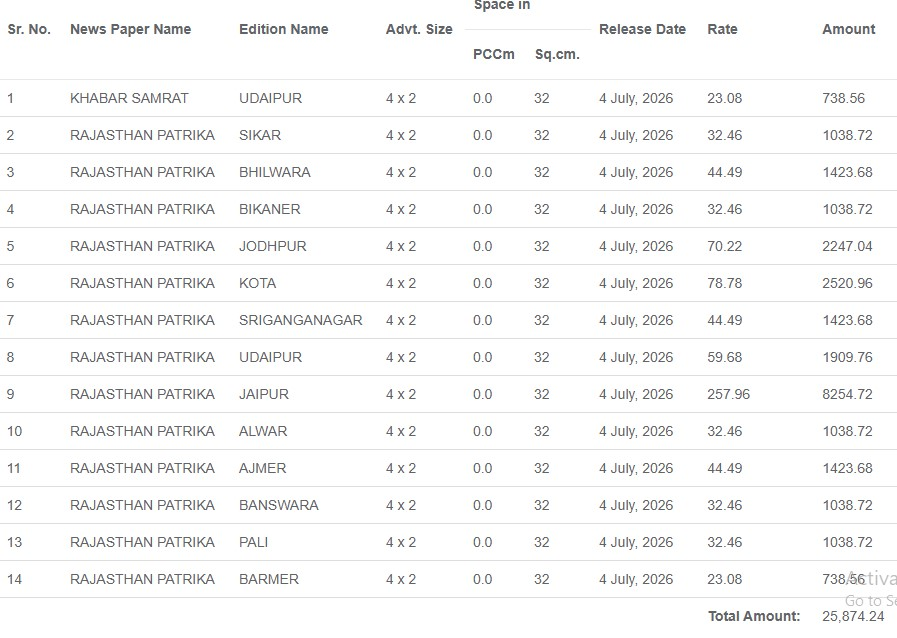 Space in
Sr. No. News Paper Name Edition Name Advt. Size Release Date Rate Amount
PCCm Sq.cm.
1 KHABAR SAMRAT UDAIPUR 4 x 2 0.0 32 4 July, 2026 23.08 738.56
2 RAJASTHAN PATRIKA SIKAR 4 x 2 0.0 32 4 July, 2026 32.46 1038.72
3 RAJASTHAN PATRIKA BHILWARA 4 x 2 0.0 32 4 July, 2026 44.49 1423.68
4 RAJASTHAN PATRIKA BIKANER 4 x 2 0.0 32 4 July, 2026 32.46 1038.72
5 RAJASTHAN PATRIKA JODHPUR 4 x 2 0.0 32 4 July, 2026 70.22 2247.04
6 RAJASTHAN PATRIKA KOTA 4 x 2 0.0 32 4 July, 2026 78.78 2520.96
7 RAJASTHAN PATRIKA SRIGANGANAGAR 4 x 2 0.0 32 4 July, 2026 44.49 1423.68
8 RAJASTHAN PATRIKA UDAIPUR 4 x 2 0.0 32 4 July, 2026 59.68 1909.76
9 RAJASTHAN PATRIKA JAIPUR 4 x 2 0.0 32 4 July, 2026 257.96 8254.72
10 RAJASTHAN PATRIKA ALWAR 4 x 2 0.0 32 4 July, 2026 32.46 1038.72
11 RAJASTHAN PATRIKA AJMER 4 x 2 0.0 32 4 July, 2026 44.49 1423.68
12 RAJASTHAN PATRIKA BANSWARA 4 x 2 0.0 32 4 July, 2026 32.46 1038.72
13 RAJASTHAN PATRIKA PALI 4 x 2 0.0 32 4 July, 2026 32.46 1038.72
14 RAJASTHAN PATRIKA BARMER 4 x 2 0.0 32 4 July, 2026 23.08 738.56
Activa
Go to Se
Total Amount: 25,874.24